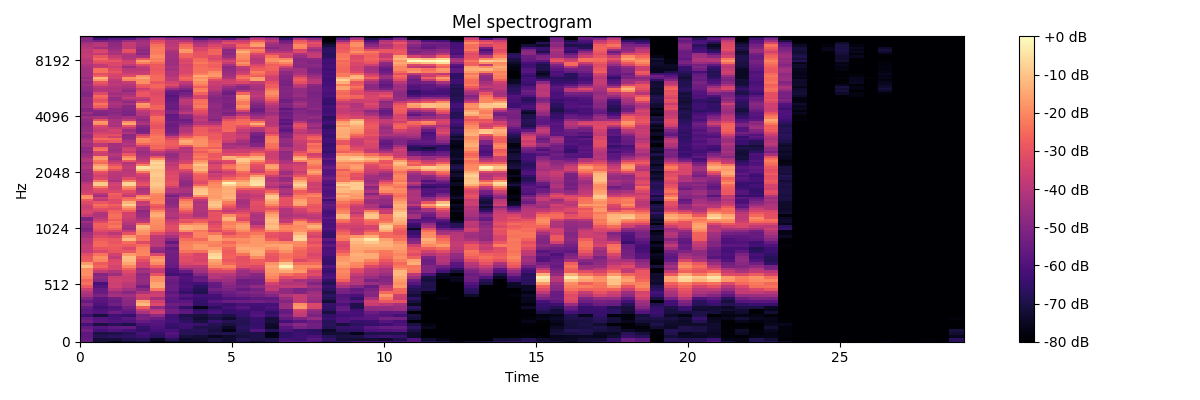 Mel spectrogram
Hz
8192
4096
2048
1024
512
0
0 5 10 15 20 25
Time
+0 dB
-10 dB
-20 dB
-30 dB
-40 dB
-50 dB
-60 dB
-70 dB
-80 dB